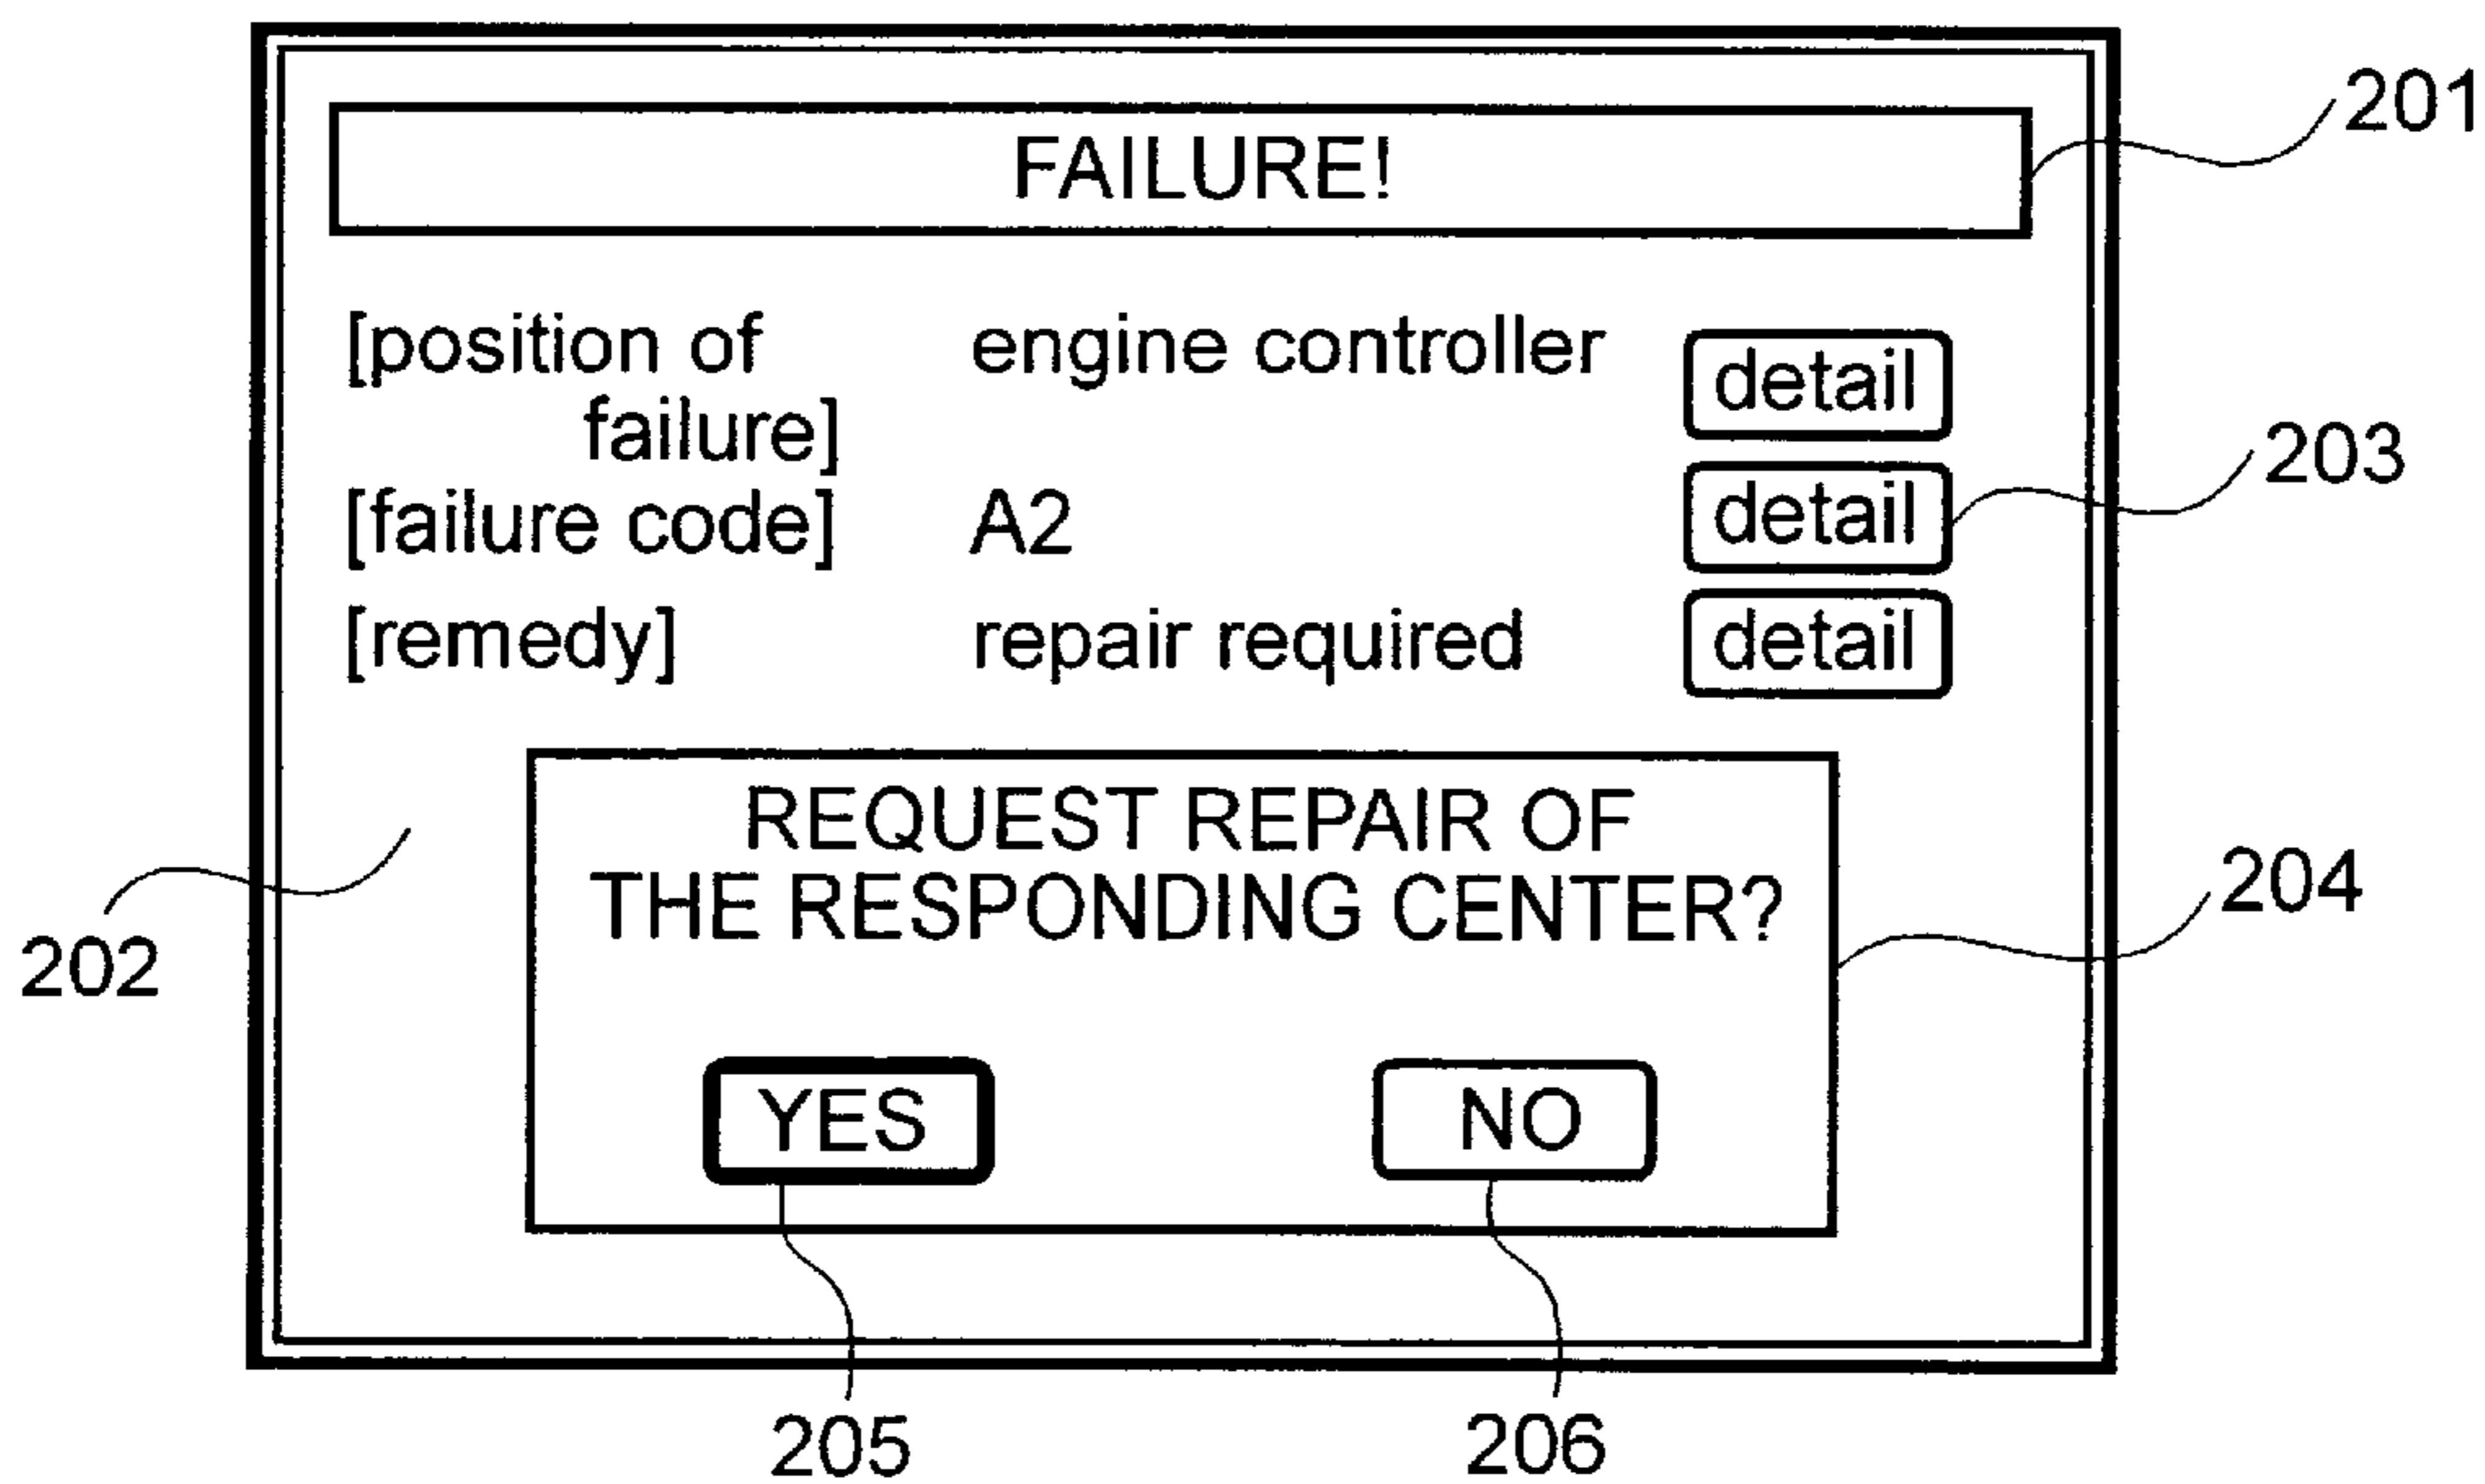 FAILURE!
201
[position of failure] engine controller detail
[failure code] A2 detail
203
[remedy] repair required detail
REQUEST REPAIR OF
THE RESPONDING CENTER?
204
202
YES NO
205 206